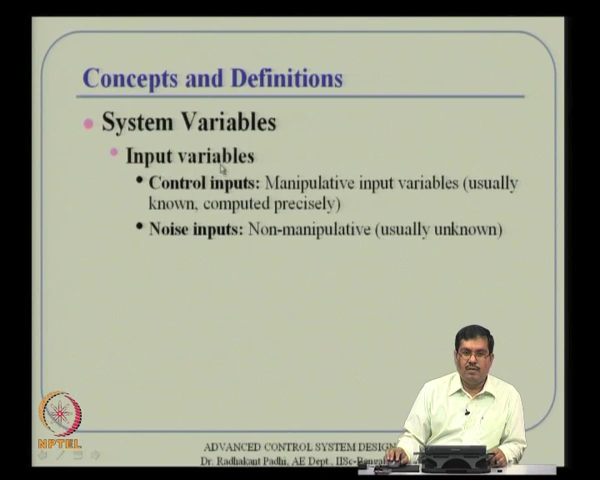 Concepts and Definitions
System Variables
Input variables
Control inputs: Manipulative input variables (usually
known, computed precisely)
Noise inputs: Non-manipulative (usually unknown)
NPTEL
ADVANCED CONTROL SYSTEM DESIGN
Dr. Radhakant Padhi, AE Dept., IISc-